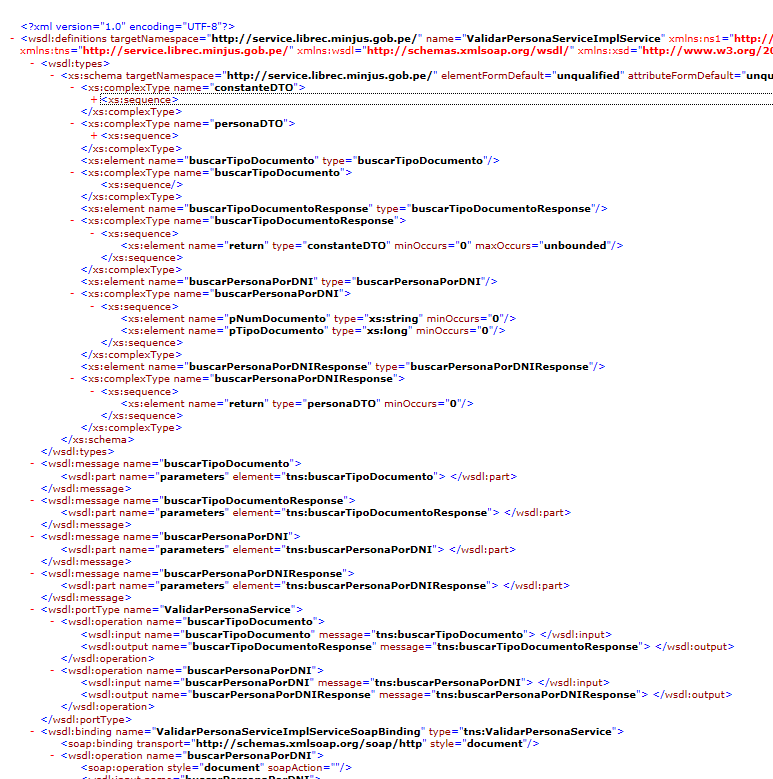 <?xml version="1.0" encoding="UTF-8"?>
- <wsdl:definitions targetNamespace="http://service.librec.minjus.gob.pe/" name="ValidarPersonaServiceImplService" xmlns:ns1="http://
xmlns:tns="http://service.librec.minjus.gob.pe/" xmlns:wsdl="http://schemas.xmlsoap.org/wsdl/" xmlns:xsd="http://www.w3.org/20
- <wsdl:types>
- <xs:schema targetNamespace="http://service.librec.minjus.gob.pe/" elementFormDefault="unqualified" attributeFormDefault="unqu
- <xs:complexType name="constanteDTO">
+ <xs:sequence>
</xs:complexType>
- <xs:complexType name="personaDTO">
+ <xs:sequence>
</xs:complexType>
<xs:element name="buscarTipoDocumento" type="buscarTipoDocumento"/>
- <xs:complexType name="buscarTipoDocumento">
<xs:sequence/>
</xs:complexType>
<xs:element name="buscarTipoDocumentoResponse" type="buscarTipoDocumentoResponse"/>
- <xs:complexType name="buscarTipoDocumentoResponse">
- <xs:sequence>
<xs:element name="return" type="constanteDTO" minOccurs="0" maxOccurs="unbounded"/>
</xs:sequence>
</xs:complexType>
<xs:element name="buscarPersonaPorDNI" type="buscarPersonaPorDNI"/>
- <xs:complexType name="buscarPersonaPorDNI">
- <xs:sequence>
<xs:element name="pNumDocumento" type="xs:string" minOccurs="0"/>
<xs:element name="pTipoDocumento" type="xs:long" minOccurs="0"/>
</xs:sequence>
</xs:complexType>
<xs:element name="buscarPersonaPorDNIResponse" type="buscarPersonaPorDNIResponse"/>
- <xs:complexType name="buscarPersonaPorDNIResponse">
- <xs:sequence>
<xs:element name="return" type="personaDTO" minOccurs="0"/>
</xs:sequence>
</xs:complexType>
</xs:schema>
</wsdl:types>
- <wsdl:message name="buscarTipoDocumento">
<wsdl:part name="parameters" element="tns:buscarTipoDocumento"> </wsdl:part>
</wsdl:message>
- <wsdl:message name="buscarTipoDocumentoResponse">
<wsdl:part name="parameters" element="tns:buscarTipoDocumentoResponse"> </wsdl:part>
</wsdl:message>
- <wsdl:message name="buscarPersonaPorDNI">
<wsdl:part name="parameters" element="tns:buscarPersonaPorDNI"> </wsdl:part>
</wsdl:message>
- <wsdl:message name="buscarPersonaPorDNIResponse">
<wsdl:part name="parameters" element="tns:buscarPersonaPorDNIResponse"> </wsdl:part>
</wsdl:message>
- <wsdl:portType name="ValidarPersonaService">
- <wsdl:operation name="buscarTipoDocumento">
<wsdl:input name="buscarTipoDocumento" message="tns:buscarTipoDocumento"> </wsdl:input>
<wsdl:output name="buscarTipoDocumentoResponse" message="tns:buscarTipoDocumentoResponse"> </wsdl:output>
</wsdl:operation>
- <wsdl:operation name="buscarPersonaPorDNI">
<wsdl:input name="buscarPersonaPorDNI" message="tns:buscarPersonaPorDNI"> </wsdl:input>
<wsdl:output name="buscarPersonaPorDNIResponse" message="tns:buscarPersonaPorDNIResponse"> </wsdl:output>
</wsdl:operation>
</wsdl:portType>
- <wsdl:binding name="ValidarPersonaServiceImplServiceSoapBinding" type="tns:ValidarPersonaService">
<soap:binding transport="http://schemas.xmlsoap.org/soap/http" style="document"/>
- <wsdl:operation name="buscarPersonaPorDNI">
<soap:operation style="document" soapAction=""/>
<wsdl:input name="buscarPersonaPorDNI">